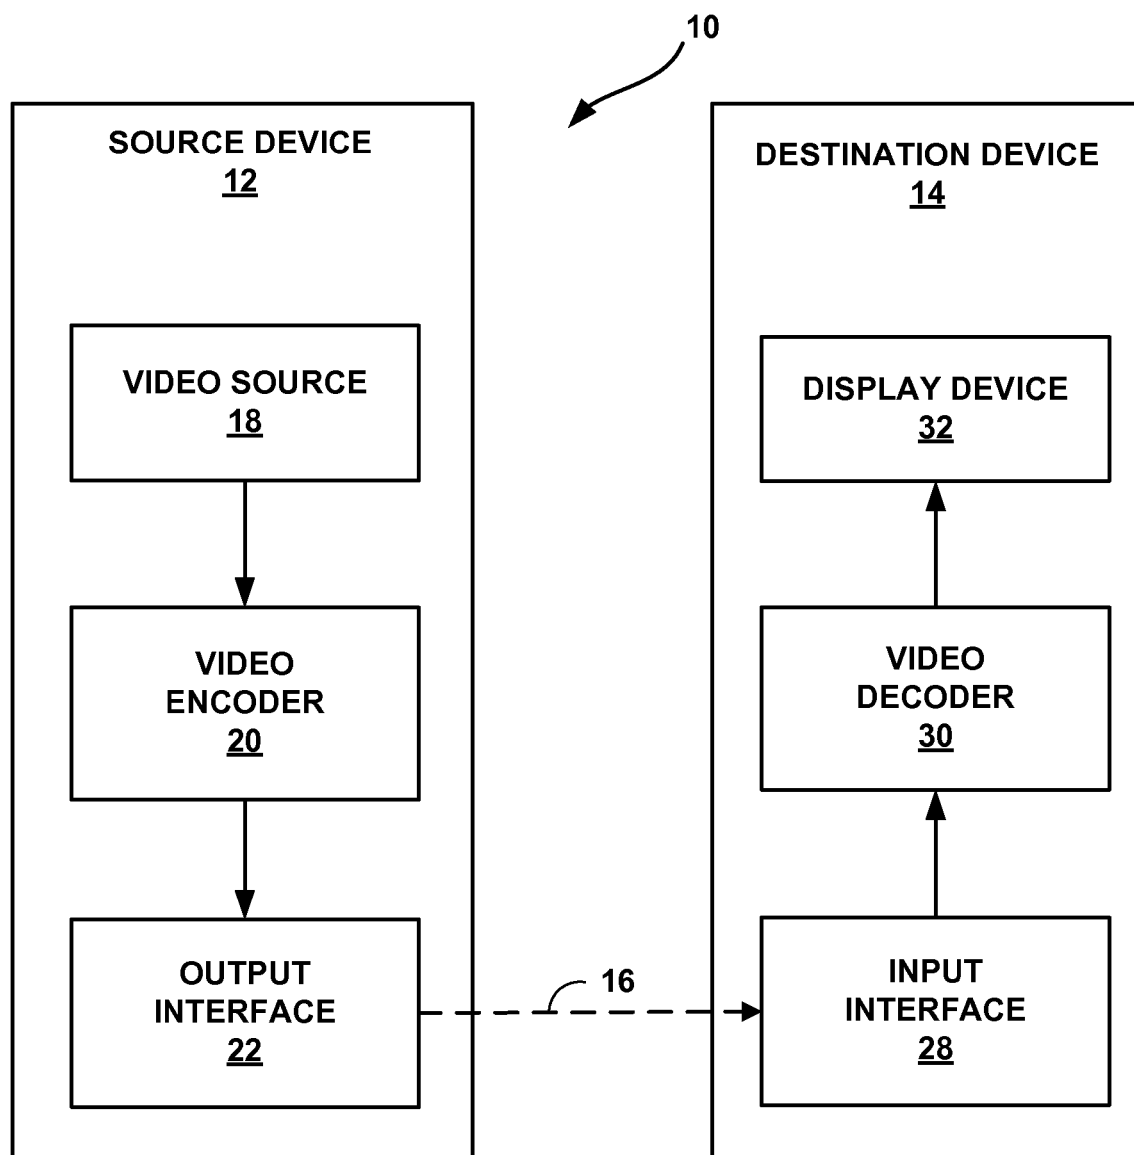 10
SOURCE DEVICE
12
VIDEO SOURCE
18
VIDEO
ENCODER
20
OUTPUT
INTERFACE
22
16
DESTINATION DEVICE
14
DISPLAY DEVICE
32
VIDEO
DECODER
30
INPUT
INTERFACE
28